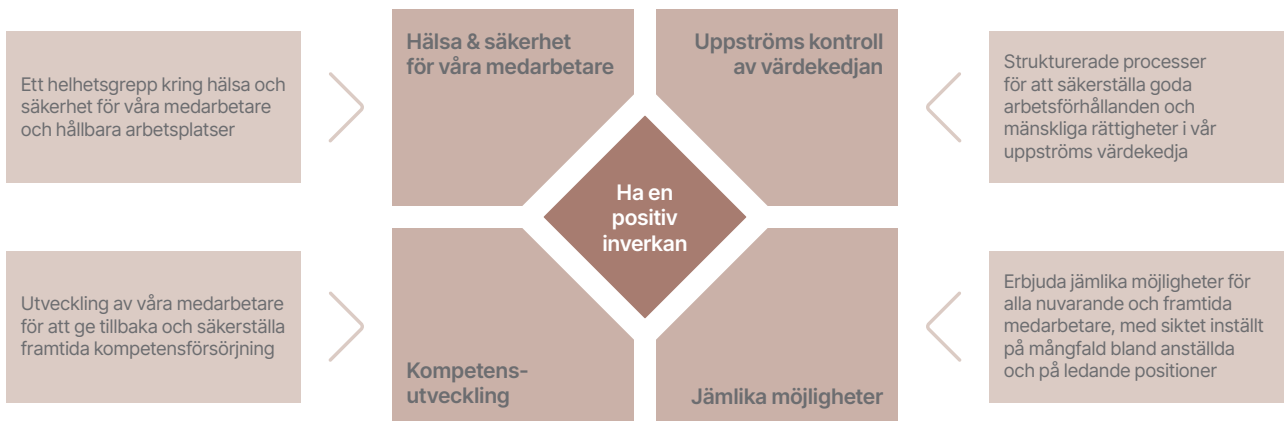 Ett helhetsgrepp kring hälsa och
säkerhet för våra medarbetare
och hållbara arbetsplatser
Hälsa & säkerhet
för våra medarbetare
Uppströms kontroll
av värdekedjan
Strukturerade processer
för att säkerställa goda
arbetsförhållanden och
mänskliga rättigheter i vår
uppströms värdekedja
Ha en
positiv
inverkan
Utveckling av våra medarbetare
för att ge tillbaka och säkerställa
framtida kompetensförsörjning
Kompetens-
utveckling
Jämlika möjligheter
Erbjuda jämlika möjligheter för
alla nuvarande och framtida
medarbetare, med siktet inställt
på mångfald bland anställda
och på ledande positioner